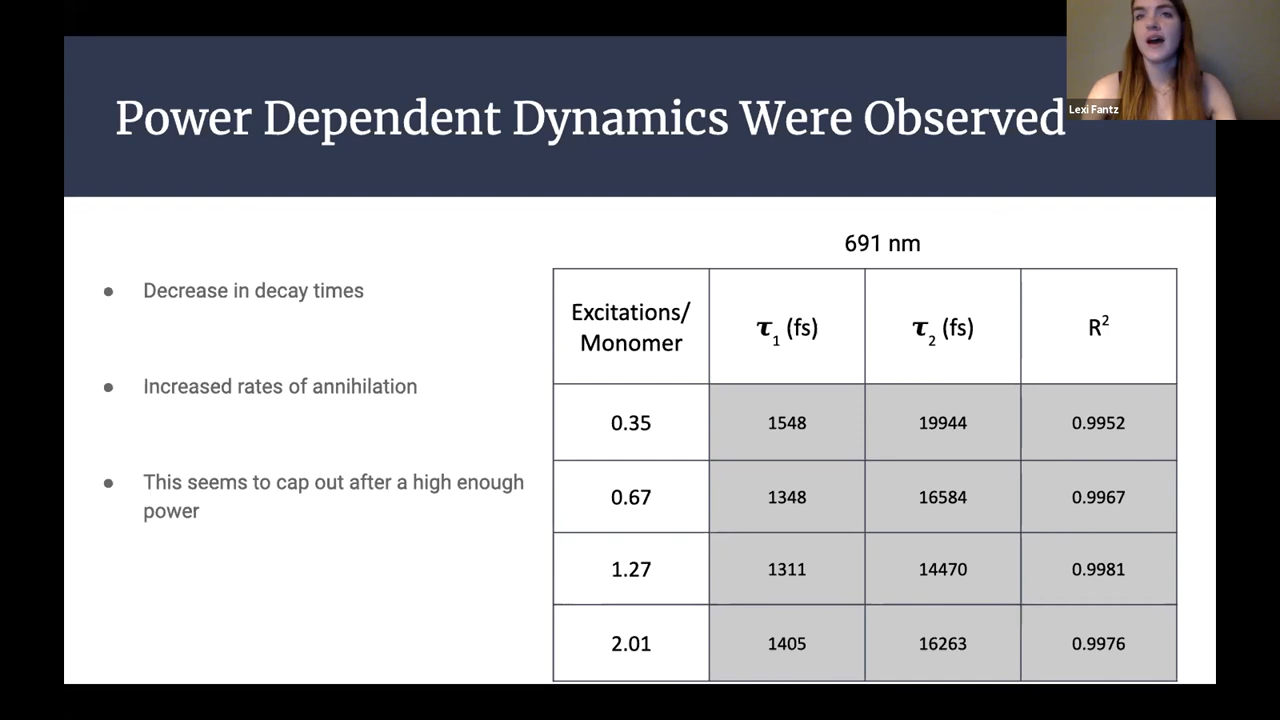 Power Dependent Dynamics Were Observed
Lexi Fantz
● Decrease in decay times
● Increased rates of annihilation
● This seems to cap out after a high enough
power
691 nm
Excitations/
Monomer
τ1 (fs)
τ2 (fs)
R²
0.35 1548 19944 0.9952
0.67 1348 16584 0.9967
1.27 1311 14470 0.9981
2.01 1405 16263 0.9976